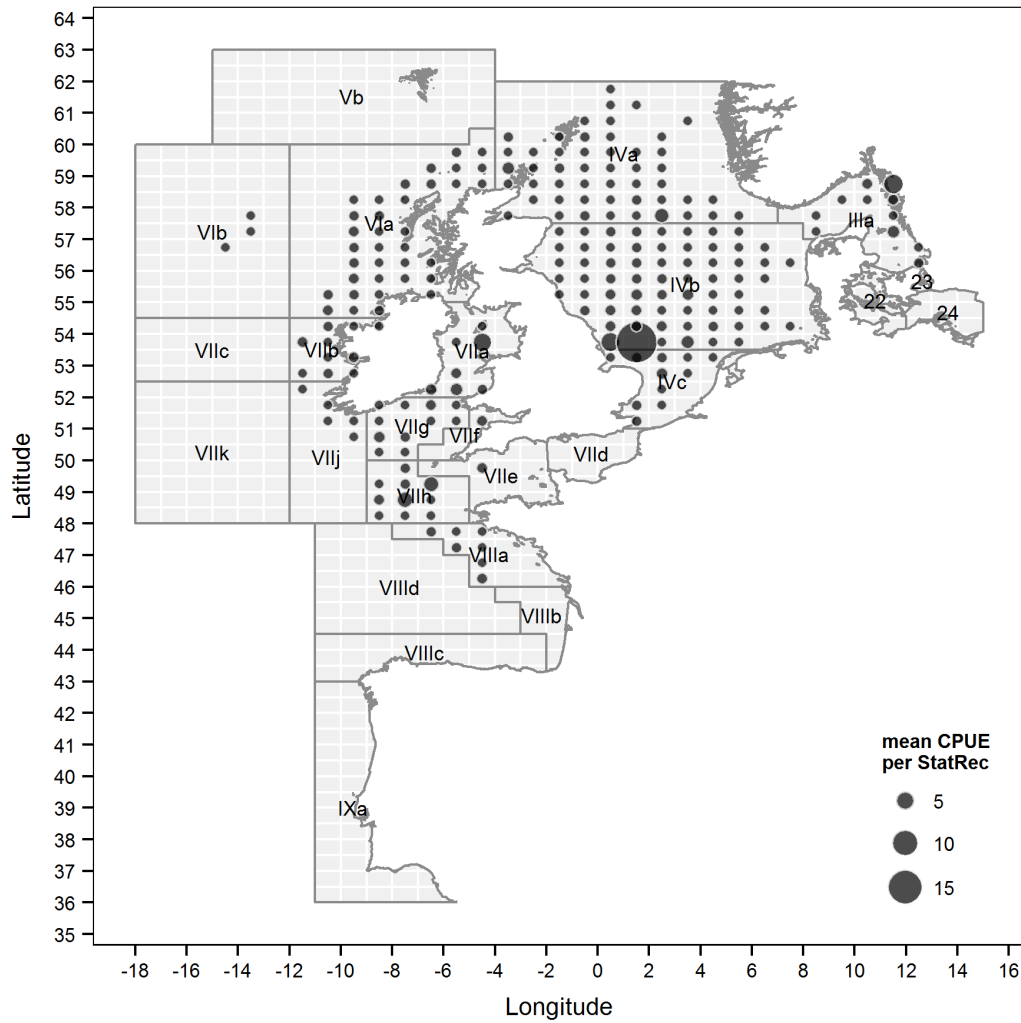 64
63
62
61
60
59
58
57
56
55
54
53
52
51
50
49
48
47
46
45
44
43
42
41
40
39
38
37
36
35
Latitude
Vb
IVa
VIa
VIb
IIIa
IVb
23
22
24
VIIc
VIIb
VIIa
IVc
VIIg
VIIf
VIIk
VIIj
VIId
VIIe
VIIh
VIIIa
VIIId
VIIIb
VIIIc
IXa
mean CPUE
per StatRec
5
10
15
-18 -16 -14 -12 -10 -8 -6 -4 -2 0 2 4 6 8 10 12 14 16
Longitude